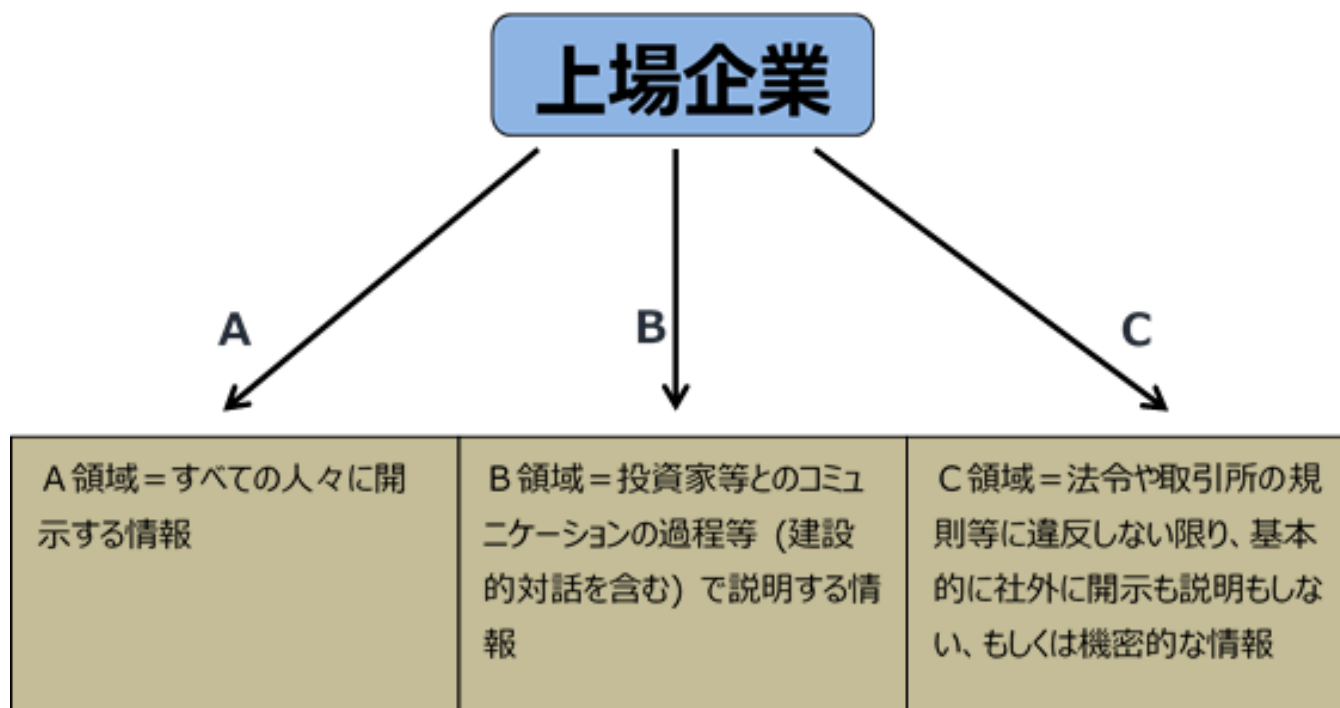 上場企業
A
B
C
A領域＝すべての人々に開
示する情報
B領域＝投資家等とのコミュ
ニケーションの過程等 (建設
的対話を含む) で説明する情
報
C領域＝法令や取引所の規
則等に違反しない限り、基本
的に社外に開示も説明もしな
い、もしくは機密的な情報